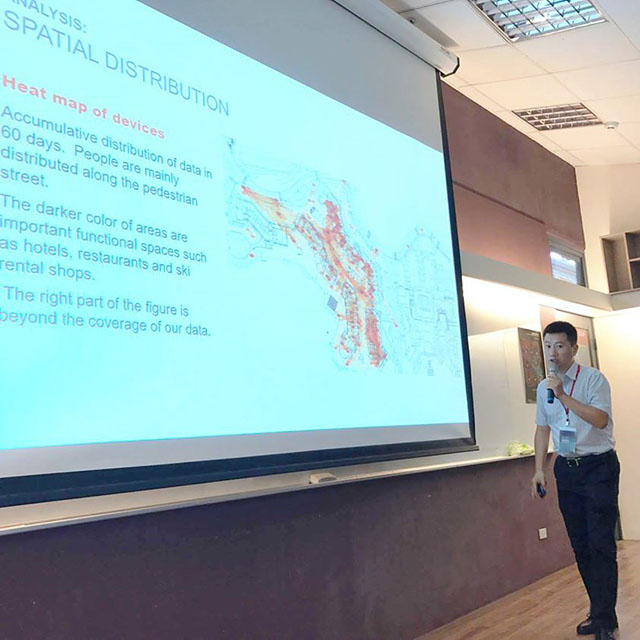 ANALYSIS:
SPATIAL DISTRIBUTION
Heat map of devices
Accumulative distribution of data in
60 days. People are mainly
distributed along the pedestrian
street.
The darker color of areas are
important functional spaces such
as hotels, restaurants and ski
rental shops.
The right part of the figure is
beyond the coverage of our data.